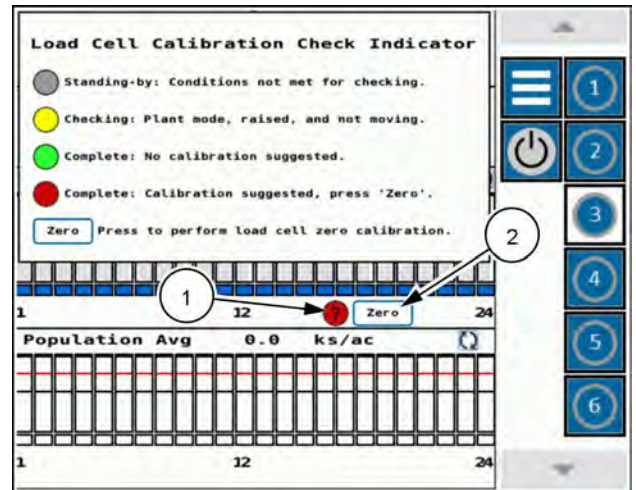 Load Cell Calibration Check Indicator
Standing-by: Conditions not met for checking.
Checking: Plant mode, raised, and not moving.
Complete: No calibration suggested.
Complete: Calibration suggested, press 'Zero'.
Zero Press to perform load cell zero calibration.
1
2
1 12 ? Zero 24
Population Avg 0.0 ks/ac
1 12 24
1
2
3
4
5
6